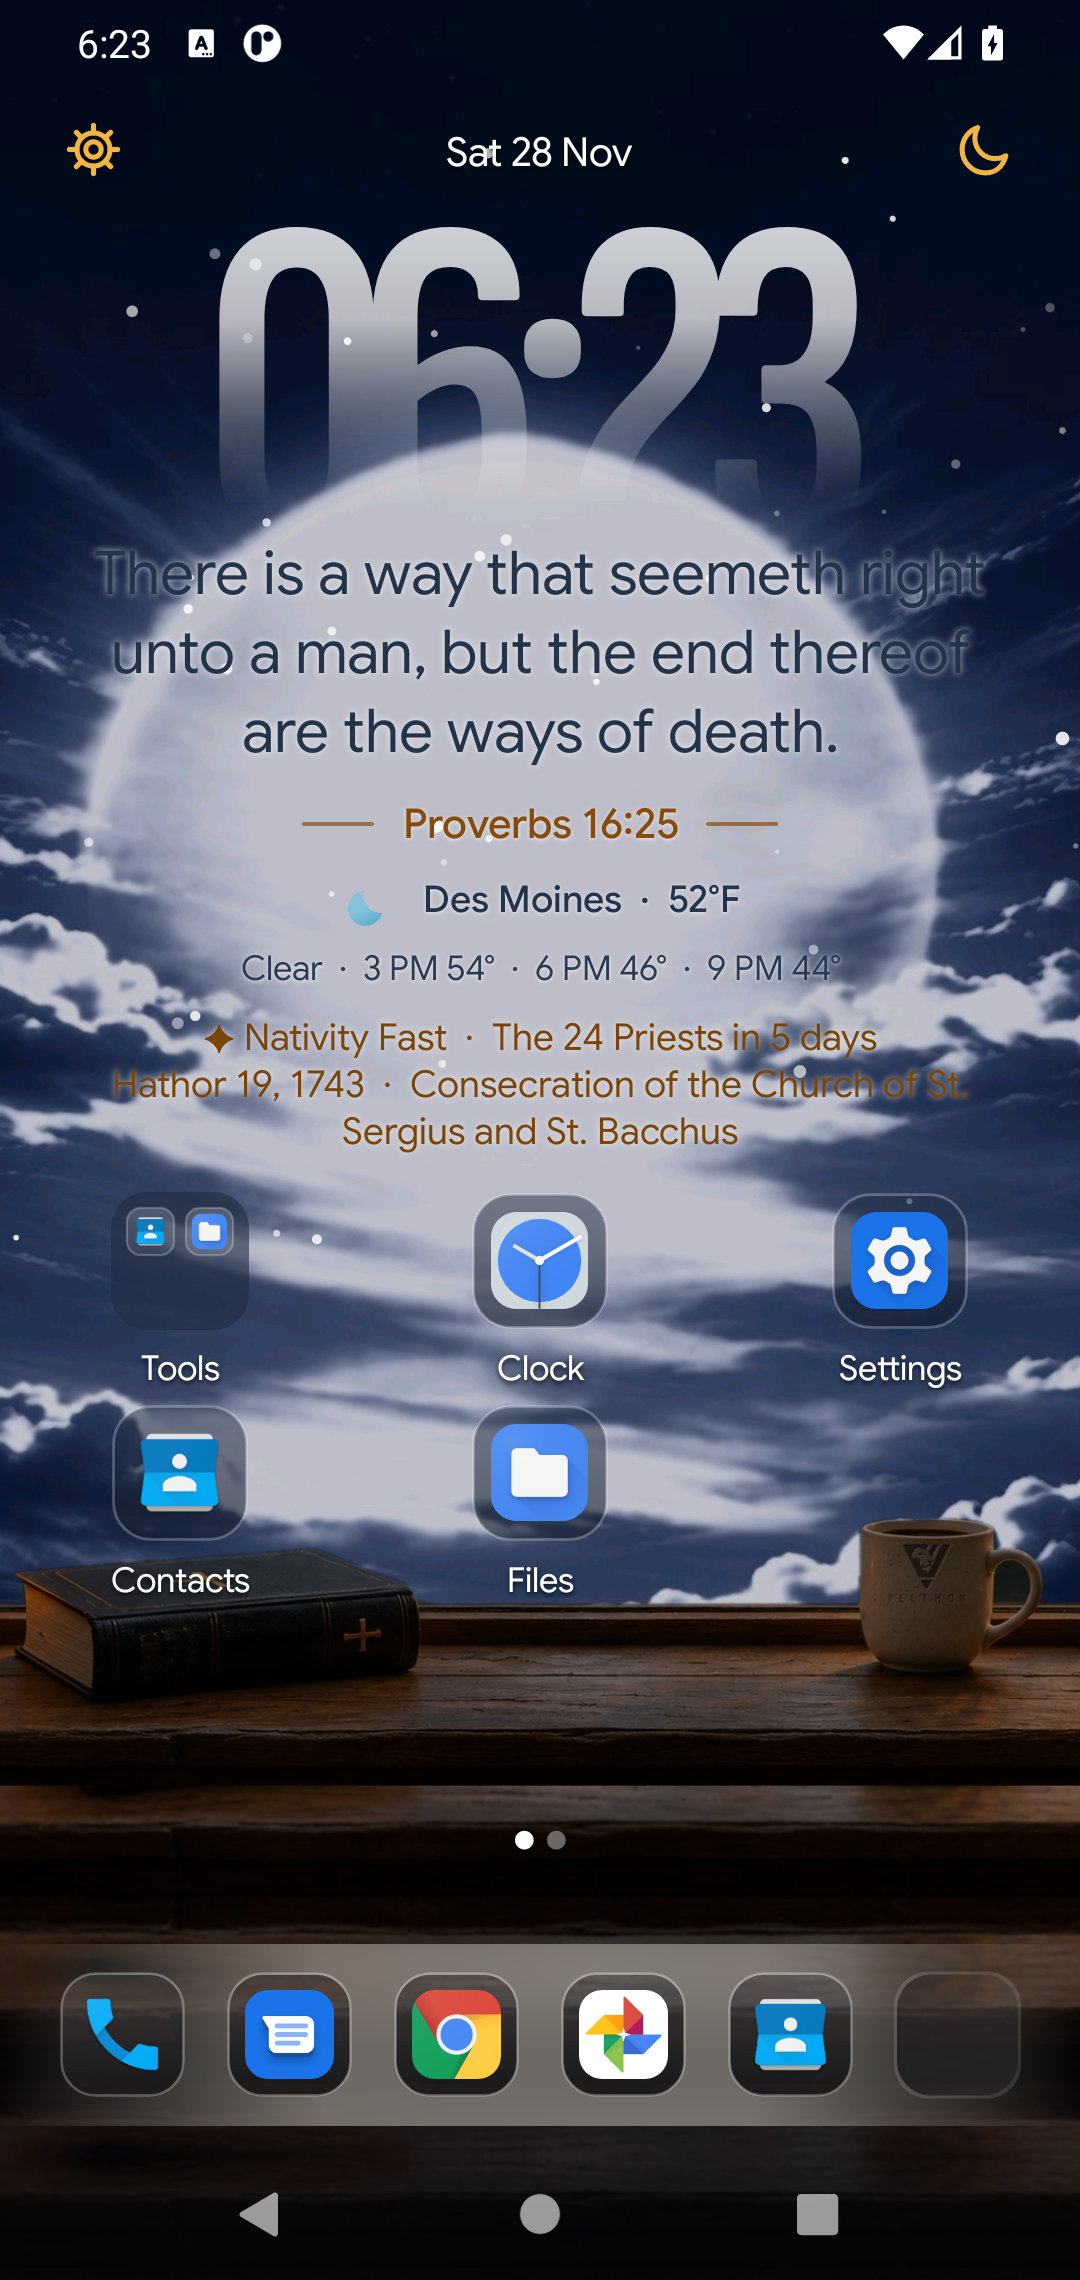 6:23
Sat 28 Nov
06:23
There is a way that seemeth right
unto a man, but the end thereof
are the ways of death.
Proverbs 16:25
Des Moines · 52°F
Clear · 3 PM 54° · 6 PM 46° · 9 PM 44°
✦ Nativity Fast · The 24 Priests in 5 days
Hathor 19, 1743 · Consecration of the Church of St.
Sergius and St. Bacchus
Tools
Clock
Settings
Contacts
Files
VELTHON